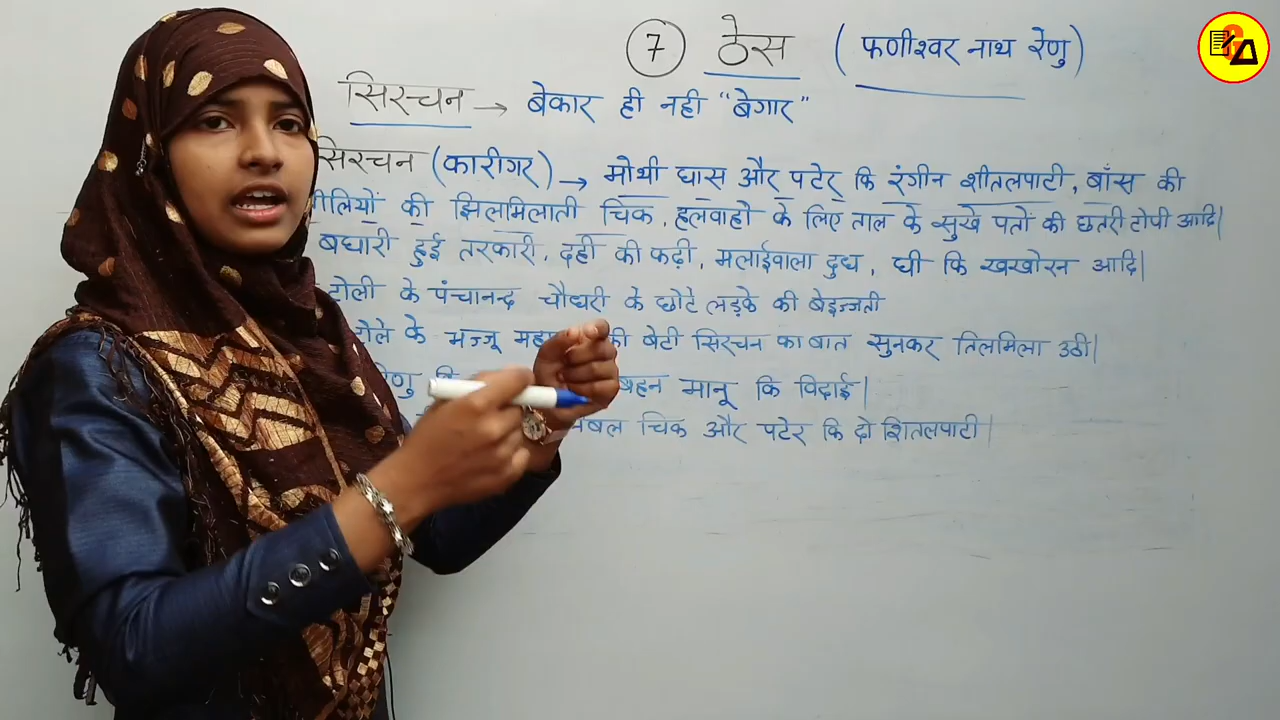 7 ठेस (फणीश्वर नाथ रेणु)
सिरचन → बेकार ही नही "बेगार"
सिरचन (कारीगर) → मोथी घास और पटेर् कि रंगीन शीतलपाटी, बाँस की
तीलियों की झिलमिलाती चिक, हलवाहो के लिए ताल के सुखे पतों की छतरी टोपी आदि|
बघारी हुई तरकारी, दही की कढ़ी, मलाईवाला दुध, घी कि खखोरन आदि|
टोली के पंचानन्द चौधरी के छोटे लड़के की बेइज्जती
टोले के भज्जू की बेटी सिरचन का बात सुनकर तिलमिला उठी|
रेणु बहन मानू कि विदाई|
चिक और पटेर कि दो शितलपाटी|